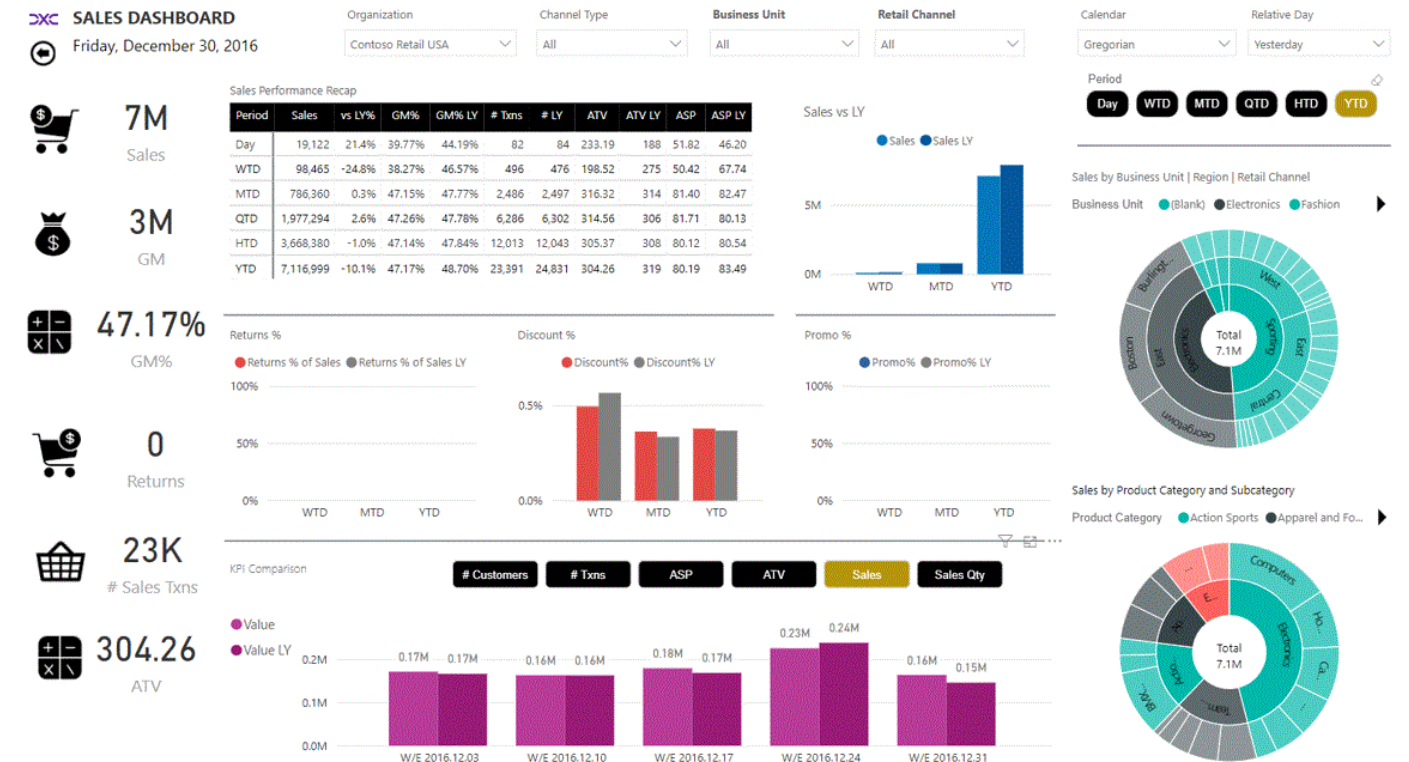 DXC SALES DASHBOARD
Friday, December 30, 2016
Organization
Contoso Retail USA
Channel Type
All
Business Unit
All
Retail Channel
All
Calendar
Gregorian
Relative Day
Yesterday
Period
Day WTD MTD QTD HTD YTD
7M
Sales
3M
GM
47.17%
GM%
0
Returns
23K
# Sales Txns
304.26
ATV
Sales Performance Recap
Period Sales vs LY% GM% GM% LY # Txns # LY ATV ATV LY ASP ASP LY
Day 19,122 21.4% 39.77% 44.19% 82 84 233.19 188 51.82 46.20
WTD 98,465 -24.8% 38.27% 46.57% 496 476 198.52 275 50.42 67.74
MTD 786,360 0.3% 47.15% 47.77% 2,486 2,497 316.32 314 81.40 82.47
QTD 1,977,294 2.6% 47.26% 47.78% 6,286 6,302 314.56 306 81.71 80.13
HTD 3,668,380 -1.0% 47.14% 47.84% 12,013 12,043 305.37 308 80.12 80.54
YTD 7,116,999 -10.1% 47.17% 48.70% 23,391 24,831 304.26 319 80.19 83.49
Sales vs LY
Sales Sales LY
5M
0M
WTD MTD YTD
Returns %
Returns % of Sales Returns % of Sales LY
100%
50%
0%
WTD MTD YTD
Discount %
Discount% Discount% LY
0.5%
0.0%
WTD MTD YTD
Promo %
Promo% Promo% LY
100%
50%
0%
WTD MTD YTD
KPI Comparison
# Customers # Txns ASP ATV Sales Sales Qty
Value
Value LY
0.2M
0.1M
0.0M
0.17M 0.17M 0.16M 0.16M 0.18M 0.17M 0.23M 0.24M 0.16M 0.15M
W/E 2016.12.03 W/E 2016.12.10 W/E 2016.12.17 W/E 2016.12.24 W/E 2016.12.31
Sales by Business Unit | Region | Retail Channel
Business Unit (Blank) Electronics Fashion
Burlingt...
West
Sporting
East
Central
Electronics
East
Boston
Georgetown
Total
7.1M
Sales by Product Category and Subcategory
Product Category Action Sports Apparel and Fo...
Computers
Ho...
Ca...
...
Electronics
Team...
Actio...
BMX...
Ap...
E...
...
Total
7.1M